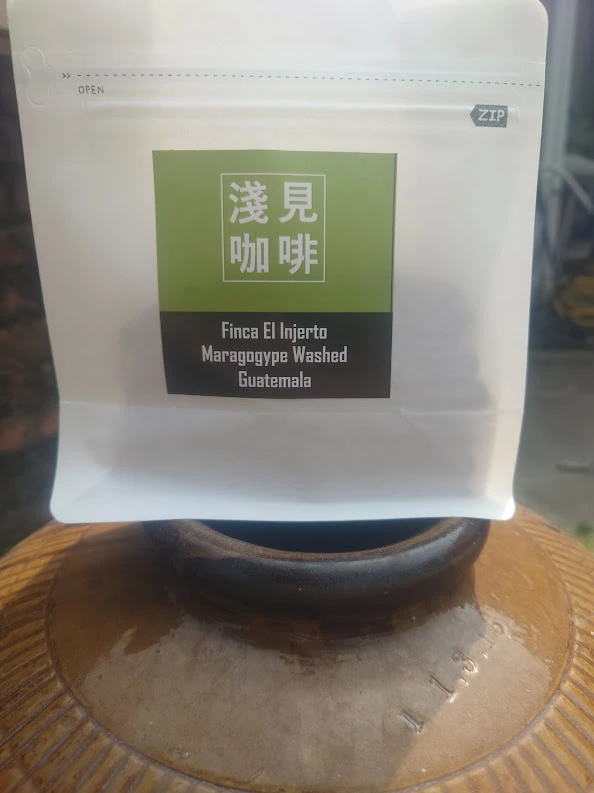 OPEN
ZIP
淺見
咖啡
Finca El Injerto
Maragogype Washed
Guatemala